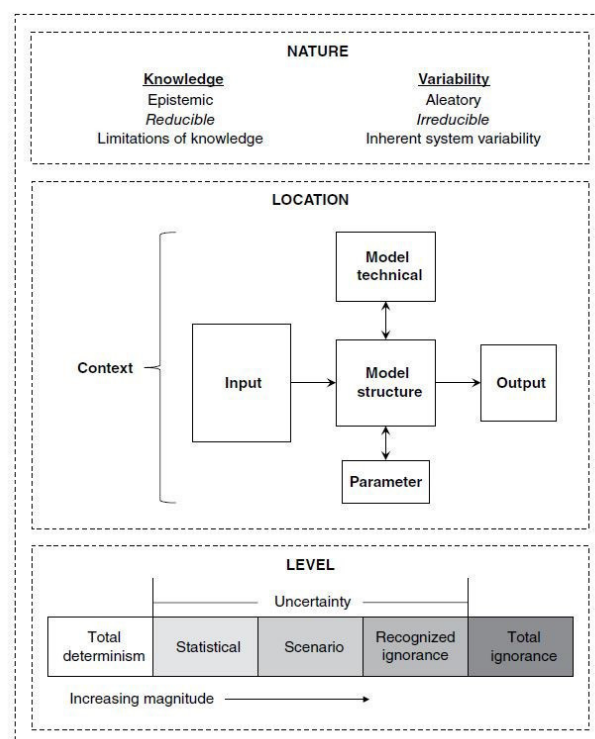 NATURE
Knowledge
Epistemic
Reducible
Limitations of knowledge
Variability
Aleatory
Irreducible
Inherent system variability
LOCATION
Context
Input
Model
technical
Model
structure
Parameter
Output
LEVEL
Uncertainty
Total
determinism
Statistical
Scenario
Recognized
ignorance
Total
ignorance
Increasing magnitude